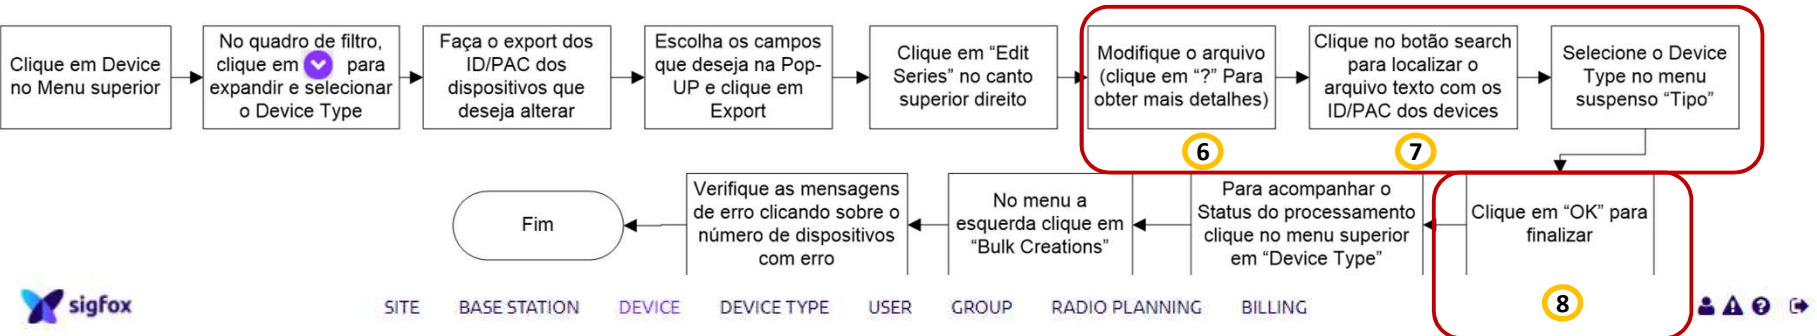 Clique em Device
no Menu superior
No quadro de filtro,
clique em para
expandir e selecionar
o Device Type
Faça o export dos
ID/PAC dos
dispositivos que
deseja alterar
Escolha os campos
que deseja na Pop-
UP e clique em
Export
Clique em “Edit
Series” no canto
superior direito
Modifique o arquivo
(clique em “?” Para
obter mais detalhes)
Clique no botão search
para localizar o
arquivo texto com os
ID/PAC dos devices
Selecione o Device
Type no menu
suspenso “Tipo”
6
7
Clique em “OK” para
finalizar
8
Para acompanhar o
Status do processamento
clique no menu superior
em “Device Type”
No menu a
esquerda clique em
“Bulk Creations”
Verifique as mensagens
de erro clicando sobre o
número de dispositivos
com erro
Fim
sigfox
SITE BASE STATION DEVICE DEVICE TYPE USER GROUP RADIO PLANNING BILLING